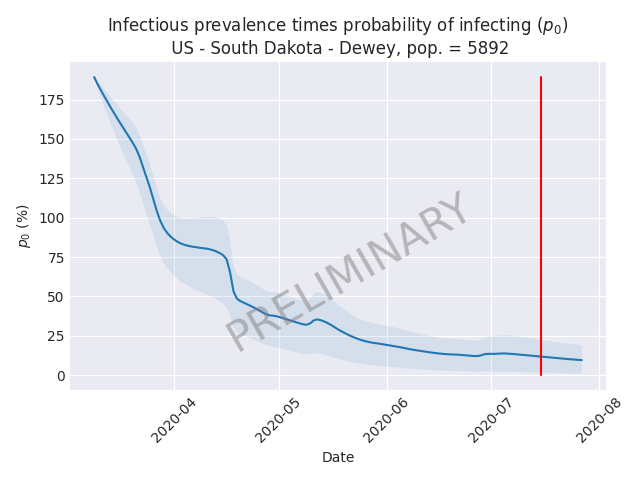 Infectious prevalence times probability of infecting (p₀)
US - South Dakota - Dewey, pop. = 5892
175
150
125
100
75
50
25
0
p₀ (%)
PRELIMINARY
2020-04
2020-05
2020-06
2020-07
2020-08
Date